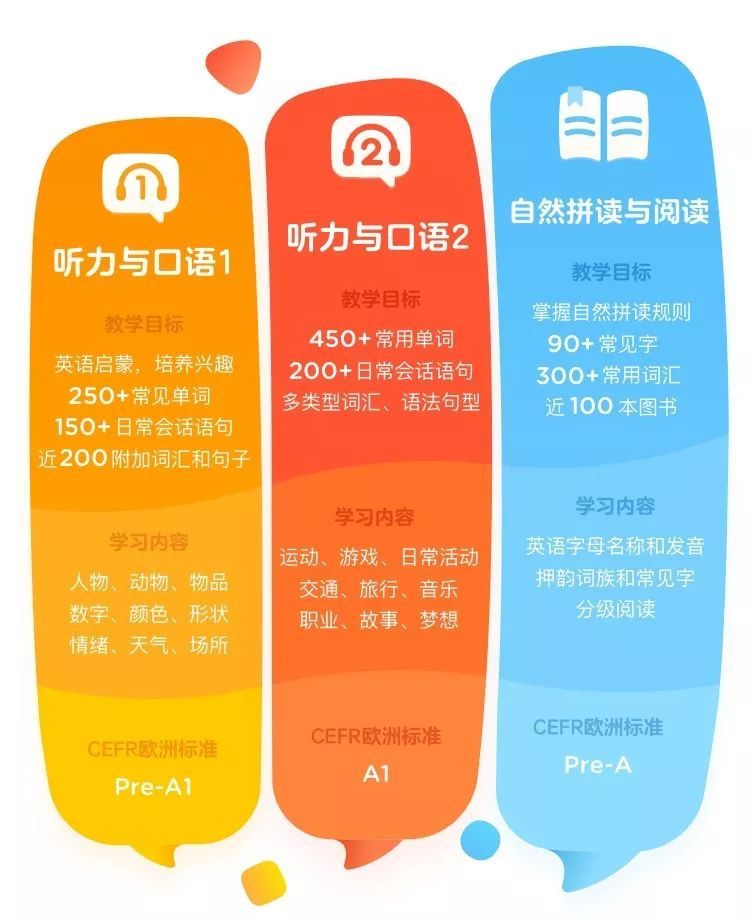 1
听力与口语1
教学目标
英语启蒙，培养兴趣
250+常见单词
150+日常会话语句
近200附加词汇和句子
学习内容
人物、动物、物品
数字、颜色、形状
情绪、天气、场所
CEFR欧洲标准
Pre-A1
2
听力与口语2
教学目标
450+常用单词
200+日常会话语句
多类型词汇、语法句型
学习内容
运动、游戏、日常活动
交通、旅行、音乐
职业、故事、梦想
CEFR欧洲标准
A1
自然拼读与阅读
教学目标
掌握自然拼读规则
90+常见字
300+常用词汇
近100本图书
学习内容
英语字母名称和发音
押韵词族和常见字
分级阅读
CEFR欧洲标准
Pre-A